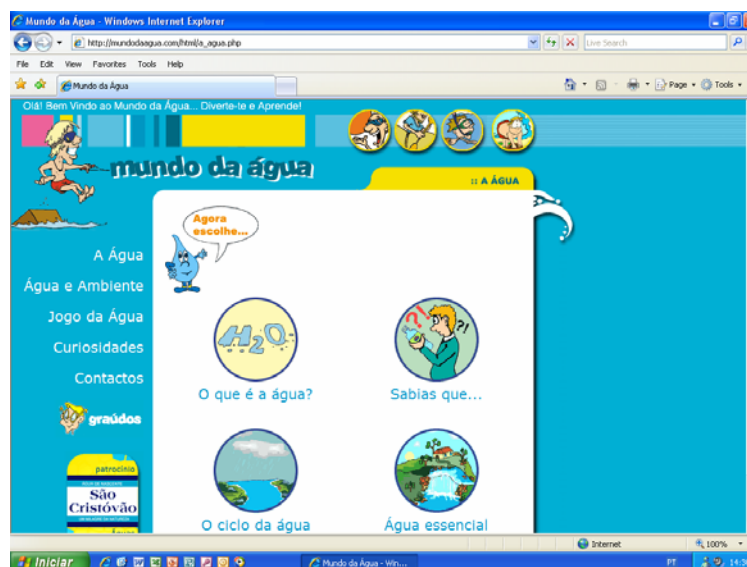 Mundo da Água - Windows Internet Explorer
http://mundodaagua.com/html/a_agua.php
Live Search
File Edit View Favorites Tools Help
Mundo da Água
Page
Tools
Olá! Bem Vindo ao Mundo da Água... Diverte-te e Aprende!
mundo da água
:: A ÁGUA
Agora
escolhe...
A Água
Água e Ambiente
Jogo da Água
Curiosidades
Contactos
graúdos
H2O
O que é a água?
?! ?!
Sabias que...
O ciclo da água
Água essencial
patrocínio
São
Cristóvão
Internet
100%
Iniciar
Mundo da Água - Win...
PT